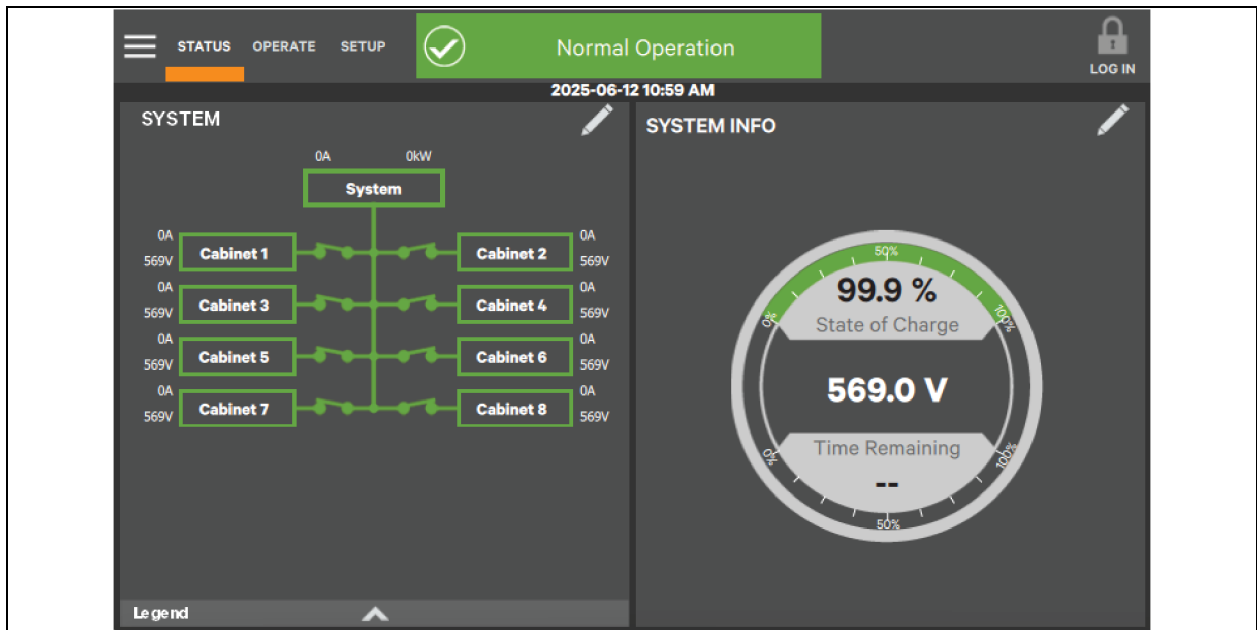 STATUS OPERATE SETUP
Normal Operation
LOG IN
2025-06-12 10:59 AM
SYSTEM
0A 0kW
System
0A
569V
Cabinet 1
Cabinet 2
0A
569V
0A
569V
Cabinet 3
Cabinet 4
0A
569V
0A
569V
Cabinet 5
Cabinet 6
0A
569V
0A
569V
Cabinet 7
Cabinet 8
0A
569V
Legend
SYSTEM INFO
50%
0%
100%
99.9 %
State of Charge
569.0 V
Time Remaining
--
0%
100%
50%